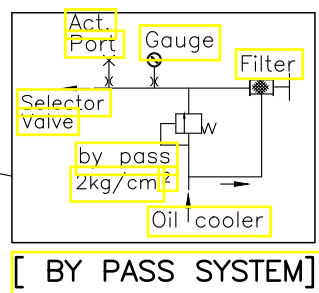 Act.
Port
Gauge
Filter
Selector
Valve
by pass
2kg/cm²
Oil cooler
[ BY PASS SYSTEM]